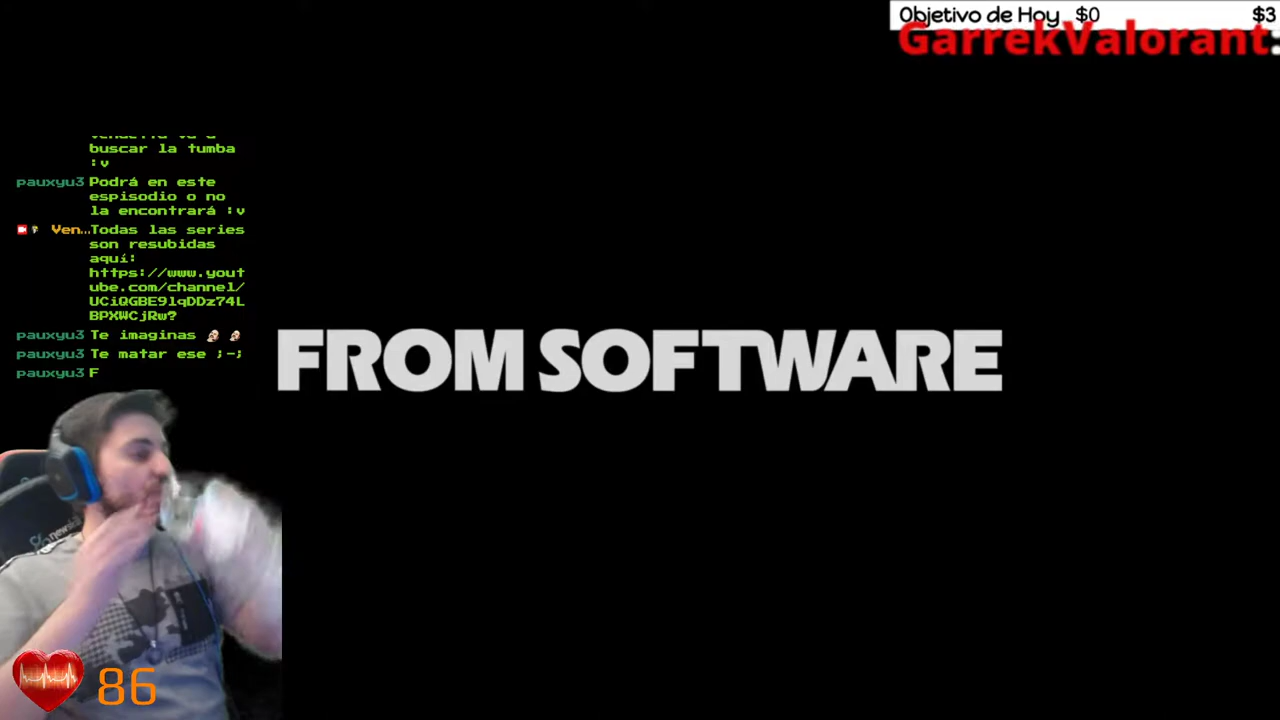 Objetivo de Hoy $0 $3
GarrekValorant:
buscar la tumba
:v
pauxyu3 Podrá en este
espisodio o no
la encontrará :v
Ven... Todas las series
son resubidas
aquí:
https://www.yout
ube.com/channel/
UCiQGBE9lqDDz74L
BPXWCjRw?
pauxyu3 Te imaginas
pauxyu3 Te matar ese ;-;
pauxyu3 F
FROM SOFTWARE
86